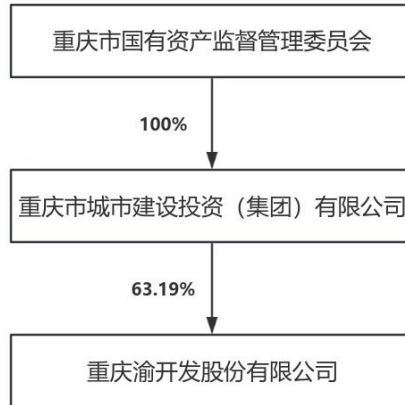 重庆市国有资产监督管理委员会
100%
重庆市城市建设投资（集团）有限公司
63.19%
重庆渝开发股份有限公司